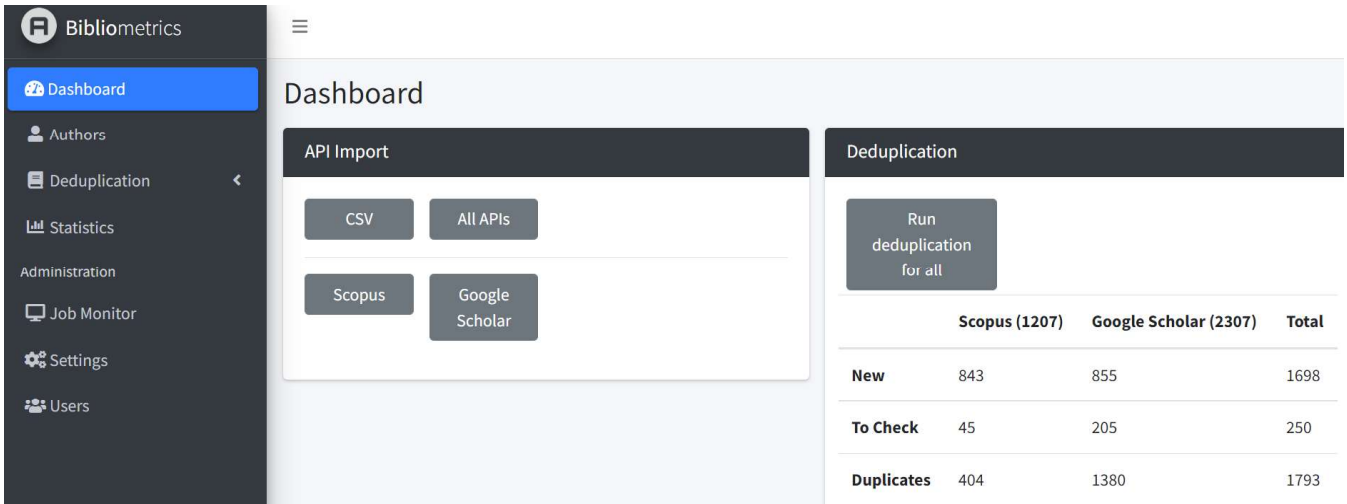 Bibliometrics
Dashboard
Authors
Deduplication
Statistics
Administration
Job Monitor
Settings
Users
Dashboard
API Import
CSV All APIs
Scopus Google
Scholar
Deduplication
Run
deduplication
for all
Scopus (1207) Google Scholar (2307) Total
New 843 855 1698
To Check 45 205 250
Duplicates 404 1380 1793